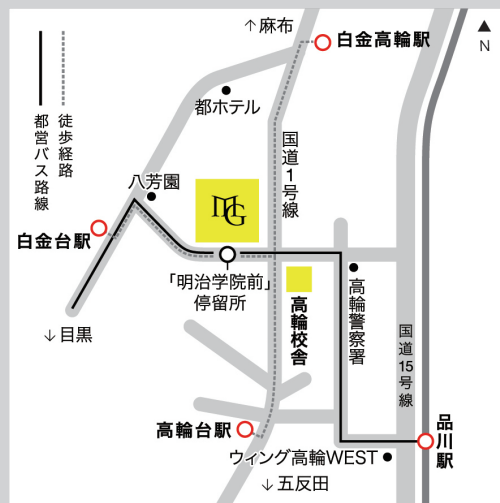 ↑麻布
白金高輪駅
▲
N
都営バス路線
徒歩経路
都ホテル
国道1号線
八芳園
MG
白金台駅
「明治学院前」
停留所
高輪校舎
高輪警察署
国道15号線
↓目黒
高輪台駅
品川駅
ウィング高輪WEST
↓五反田